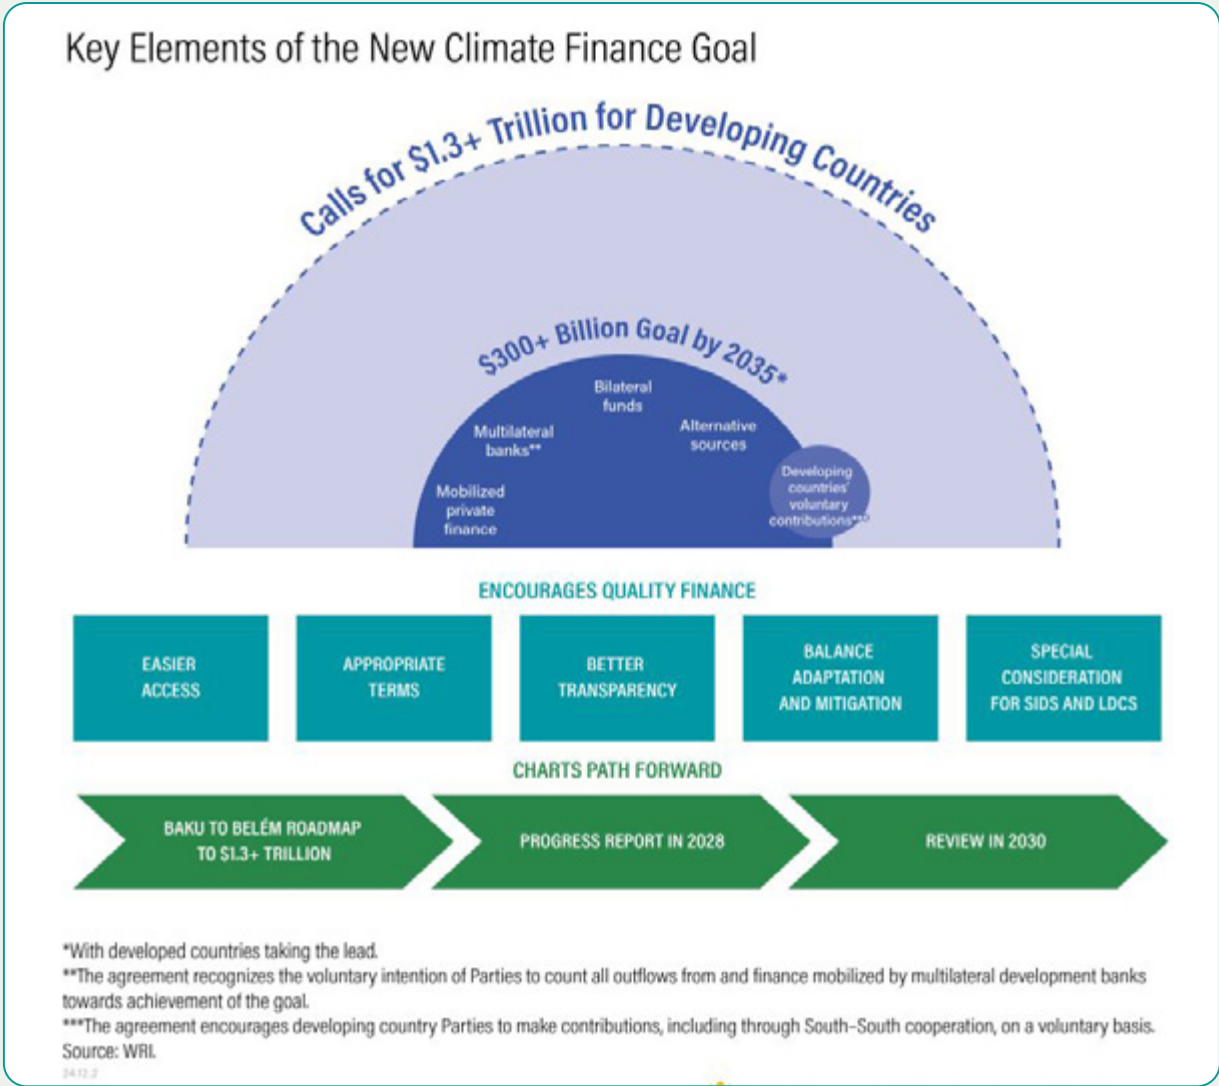 Key Elements of the New Climate Finance Goal
Calls for $1.3+ Trillion for Developing Countries
$300+ Billion Goal by 2035*
Bilateral
funds
Multilateral
banks**
Alternative
sources
Mobilized
private
finance
Developing
countries'
voluntary
contributions***
ENCOURAGES QUALITY FINANCE
EASIER
ACCESS
APPROPRIATE
TERMS
BETTER
TRANSPARENCY
BALANCE
ADAPTATION
AND MITIGATION
SPECIAL
CONSIDERATION
FOR SIDS AND LDCS
CHARTS PATH FORWARD
BAKU TO BELÉM ROADMAP
TO $1.3+ TRILLION
PROGRESS REPORT IN 2028
REVIEW IN 2030
*With developed countries taking the lead.
**The agreement recognizes the voluntary intention of Parties to count all outflows from and finance mobilized by multilateral development banks
towards achievement of the goal.
***The agreement encourages developing country Parties to make contributions, including through South–South cooperation, on a voluntary basis.
Source: WRI.
24.12.2